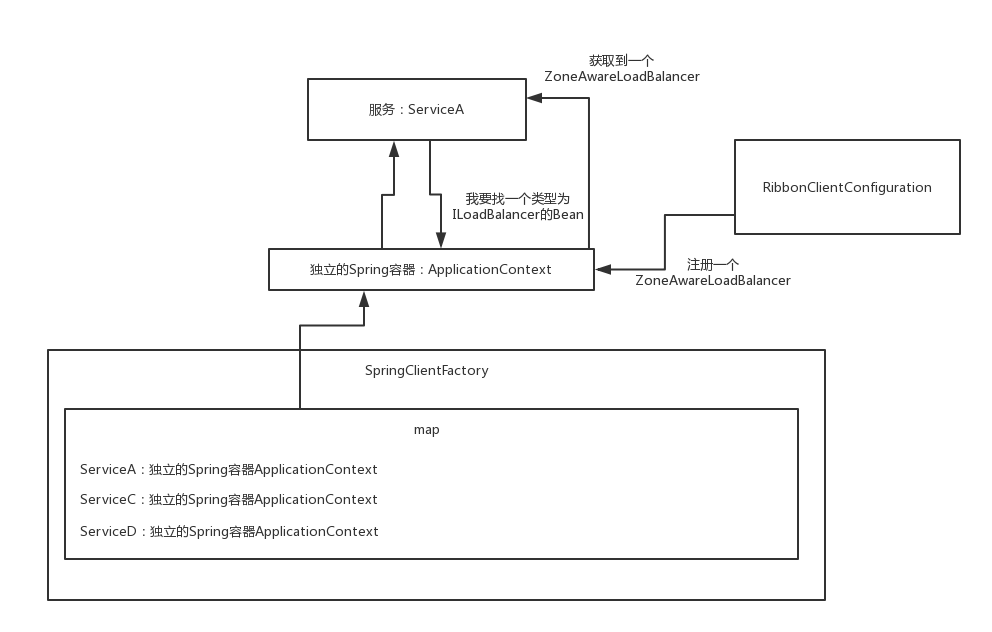 获取到一个
ZoneAwareLoadBalancer
服务：ServiceA
RibbonClientConfiguration
我要找一个类型为
ILoadBalancer的Bean
独立的Spring容器：ApplicationContext
注册一个
ZoneAwareLoadBalancer
SpringClientFactory
map
ServiceA：独立的Spring容器ApplicationContext
ServiceC：独立的Spring容器ApplicationContext
ServiceD：独立的Spring容器ApplicationContext